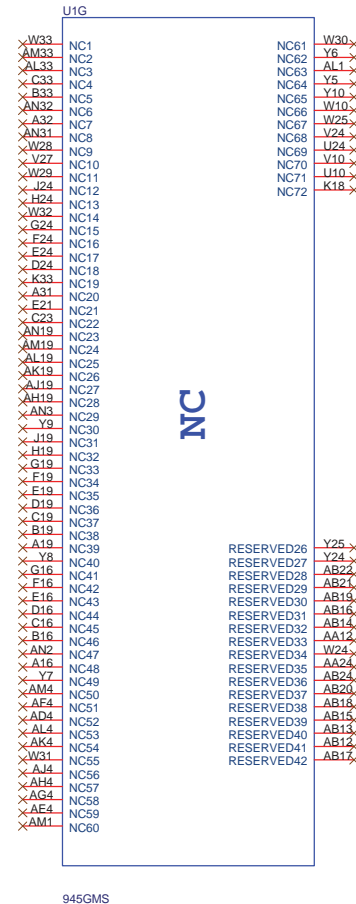 U1G
W33 NC1 NC61 W30
AM33 NC2 NC62 Y6
AL33 NC3 NC63 AL1
C33 NC4 NC64 Y5
B33 NC5 NC65 Y10
AN32 NC6 NC66 W10
A32 NC7 NC67 W25
AN31 NC8 NC68 V24
W28 NC9 NC69 U24
V27 NC10 NC70 V10
W29 NC11 NC71 U10
J24 NC12 NC72 K18
H24 NC13
W32 NC14
G24 NC15
F24 NC16
E24 NC17
D24 NC18
K33 NC19
A31 NC20
E21 NC21
C23 NC22
AN19 NC23
AM19 NC24
AL19 NC25
AK19 NC26
AJ19 NC27
AH19 NC28
AN3 NC29
Y9 NC30
J19 NC31
H19 NC32
G19 NC33
F19 NC34
E19 NC35
D19 NC36
C19 NC37
B19 NC38
A19 NC39 RESERVED26 Y25
Y8 NC40 RESERVED27 Y24
G16 NC41 RESERVED28 AB22
F16 NC42 RESERVED29 AB21
E16 NC43 RESERVED30 AB19
D16 NC44 RESERVED31 AB16
C16 NC45 RESERVED32 AB14
B16 NC46 RESERVED33 AA12
AN2 NC47 RESERVED34 W24
A16 NC48 RESERVED35 AA24
Y7 NC49 RESERVED36 AB24
AM4 NC50 RESERVED37 AB20
AF4 NC51 RESERVED38 AB18
AD4 NC52 RESERVED39 AB15
AL4 NC53 RESERVED40 AB13
AK4 NC54 RESERVED41 AB12
W31 NC55 RESERVED42 AB17
AJ4 NC56
AH4 NC57
AG4 NC58
AE4 NC59
AM1 NC60
NC
945GMS